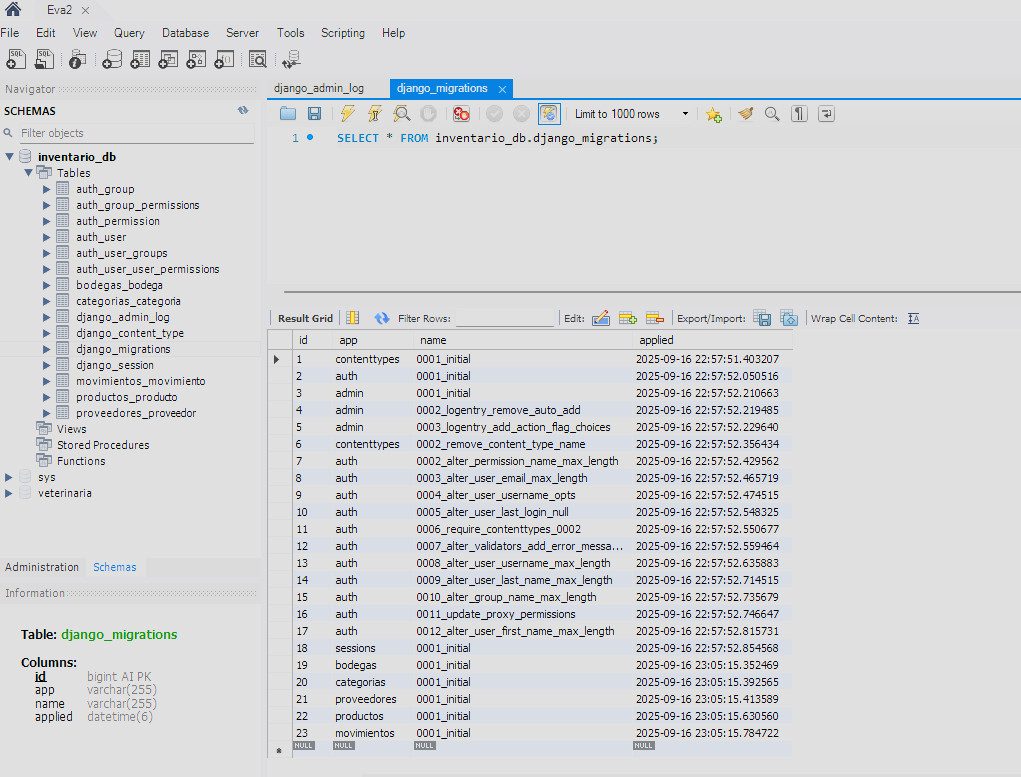 Eva2
File Edit View Query Database Server Tools Scripting Help
Navigator
SCHEMAS
Filter objects
inventario_db
Tables
auth_group
auth_group_permissions
auth_permission
auth_user
auth_user_groups
auth_user_user_permissions
bodegas_bodega
categorias_categoria
django_admin_log
django_content_type
django_migrations
django_session
movimientos_movimiento
productos_producto
proveedores_proveedor
Views
Stored Procedures
Functions
sys
veterinaria
Administration Schemas
Information
Table: django_migrations
Columns:
id bigint AI PK
app varchar(255)
name varchar(255)
applied datetime(6)
django_admin_log django_migrations
Limit to 1000 rows
1 SELECT * FROM inventario_db.django_migrations;
Result Grid Filter Rows: Edit: Export/Import: Wrap Cell Content:
id app name applied
1 contenttypes 0001_initial 2025-09-16 22:57:51.403207
2 auth 0001_initial 2025-09-16 22:57:52.050516
3 admin 0001_initial 2025-09-16 22:57:52.210663
4 admin 0002_logentry_remove_auto_add 2025-09-16 22:57:52.219485
5 admin 0003_logentry_add_action_flag_choices 2025-09-16 22:57:52.229640
6 contenttypes 0002_remove_content_type_name 2025-09-16 22:57:52.356434
7 auth 0002_alter_permission_name_max_length 2025-09-16 22:57:52.429562
8 auth 0003_alter_user_email_max_length 2025-09-16 22:57:52.465719
9 auth 0004_alter_user_username_opts 2025-09-16 22:57:52.474515
10 auth 0005_alter_user_last_login_null 2025-09-16 22:57:52.548325
11 auth 0006_require_contenttypes_0002 2025-09-16 22:57:52.550677
12 auth 0007_alter_validators_add_error_messa... 2025-09-16 22:57:52.559464
13 auth 0008_alter_user_username_max_length 2025-09-16 22:57:52.635883
14 auth 0009_alter_user_last_name_max_length 2025-09-16 22:57:52.714515
15 auth 0010_alter_group_name_max_length 2025-09-16 22:57:52.735679
16 auth 0011_update_proxy_permissions 2025-09-16 22:57:52.746647
17 auth 0012_alter_user_first_name_max_length 2025-09-16 22:57:52.815731
18 sessions 0001_initial 2025-09-16 22:57:52.854568
19 bodegas 0001_initial 2025-09-16 23:05:15.352469
20 categorias 0001_initial 2025-09-16 23:05:15.392565
21 proveedores 0001_initial 2025-09-16 23:05:15.413589
22 productos 0001_initial 2025-09-16 23:05:15.630560
23 movimientos 0001_initial 2025-09-16 23:05:15.784722
NULL NULL NULL NULL